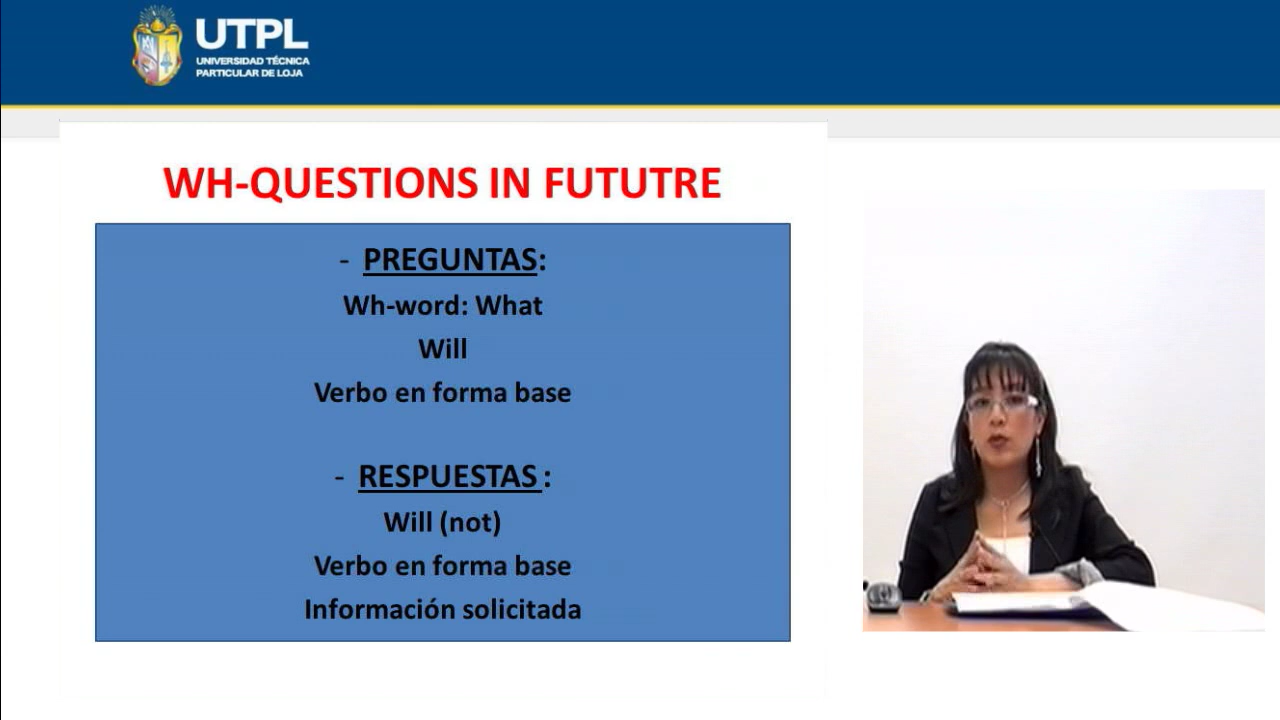 UTPL
UNIVERSIDAD TÉCNICA
PARTICULAR DE LOJA
WH-QUESTIONS IN FUTUTRE
- PREGUNTAS:
Wh-word: What
Will
Verbo en forma base
- RESPUESTAS :
Will (not)
Verbo en forma base
Información solicitada